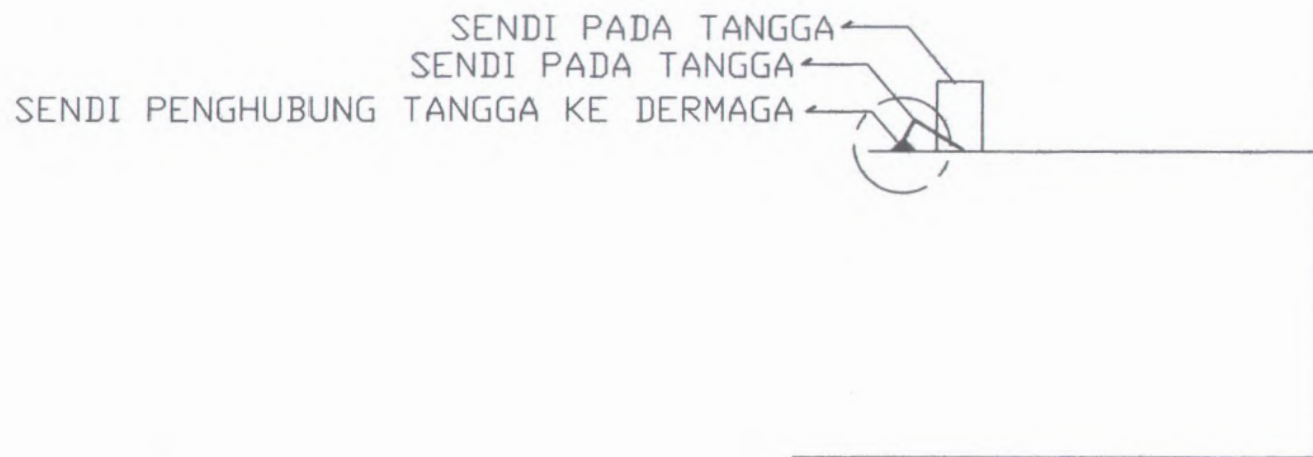 SENDI PADA TANGGA
SENDI PADA TANGGA
SENDI PENGHUBUNG TANGGA KE DERMAGA